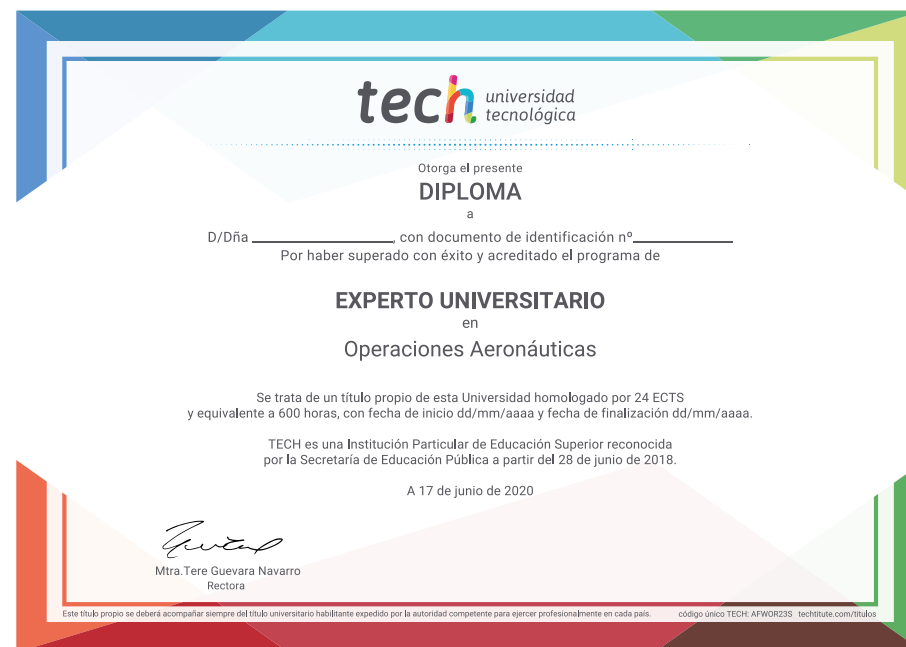 tech universidad
tecnológica
Otorga el presente
DIPLOMA
a
D/Dña ____________________, con documento de identificación nº______________
Por haber superado con éxito y acreditado el programa de
EXPERTO UNIVERSITARIO
en
Operaciones Aeronáuticas
Se trata de un título propio de esta Universidad homologado por 24 ECTS
y equivalente a 600 horas, con fecha de inicio dd/mm/aaaa y fecha de finalización dd/mm/aaaa.
TECH es una Institución Particular de Educación Superior reconocida
por la Secretaría de Educación Pública a partir del 28 de junio de 2018.
A 17 de junio de 2020
Mtra.Tere Guevara Navarro
Rectora
Este título propio se deberá acompañar siempre del título universitario habilitante expedido por la autoridad competente para ejercer profesionalmente en cada país. código único TECH: AFWOR23S techtitute.com/titulos